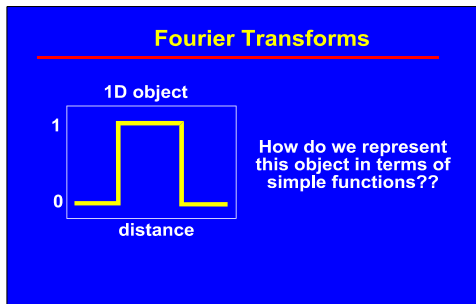 Fourier Transforms
1D object
1
0
distance
How do we represent
this object in terms of
simple functions??